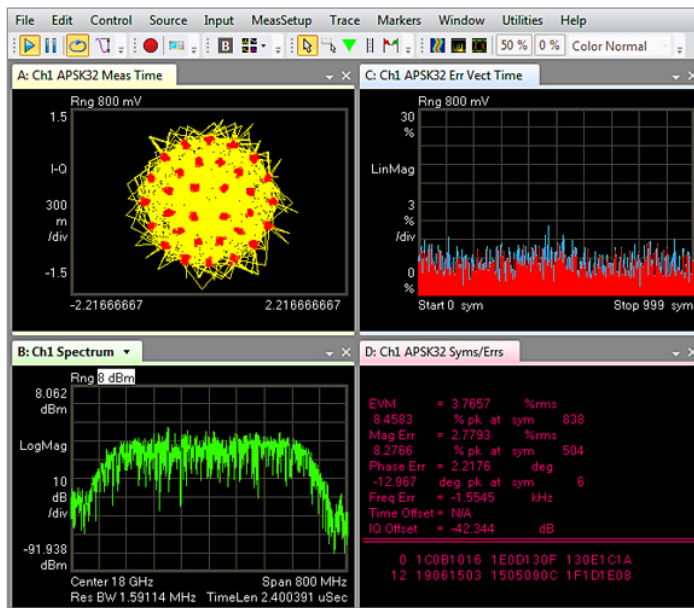 File Edit Control Source Input MeasSetup Trace Markers Window Utilities Help
B 50 % 0 % Color Normal
A: Ch1 APSK32 Meas Time
Rng 800 mV
1.5
I-Q
300
m
/div
-1.5
-2.21666667 2.216666667
C: Ch1 APSK32 Err Vect Time
Rng 800 mV
30
%
LinMag
3
%
/div
0
%
Start 0 sym Stop 999 sym
B: Ch1 Spectrum
Rng 8 dBm
8.062
dBm
LogMag
10
dB
/div
-91.938
dBm
Center 18 GHz Span 800 MHz
Res BW 1.59114 MHz TimeLen 2.400391 uSec
D: Ch1 APSK32 Syms/Errs
EVM = 3.7657 %rms
8.4583 % pk at sym 838
Mag Err = 2.7793 %rms
8.2766 % pk at sym 504
Phase Err = 2.2176 deg
-12.967 deg pk at sym 6
Freq Err = -1.5545 kHz
Time Offset = N/A
IQ Offset = -42.344 dB
0 1C0B1016 1E0D130F 130E1C1A
12 19061503 1505090C 1F1D1E08